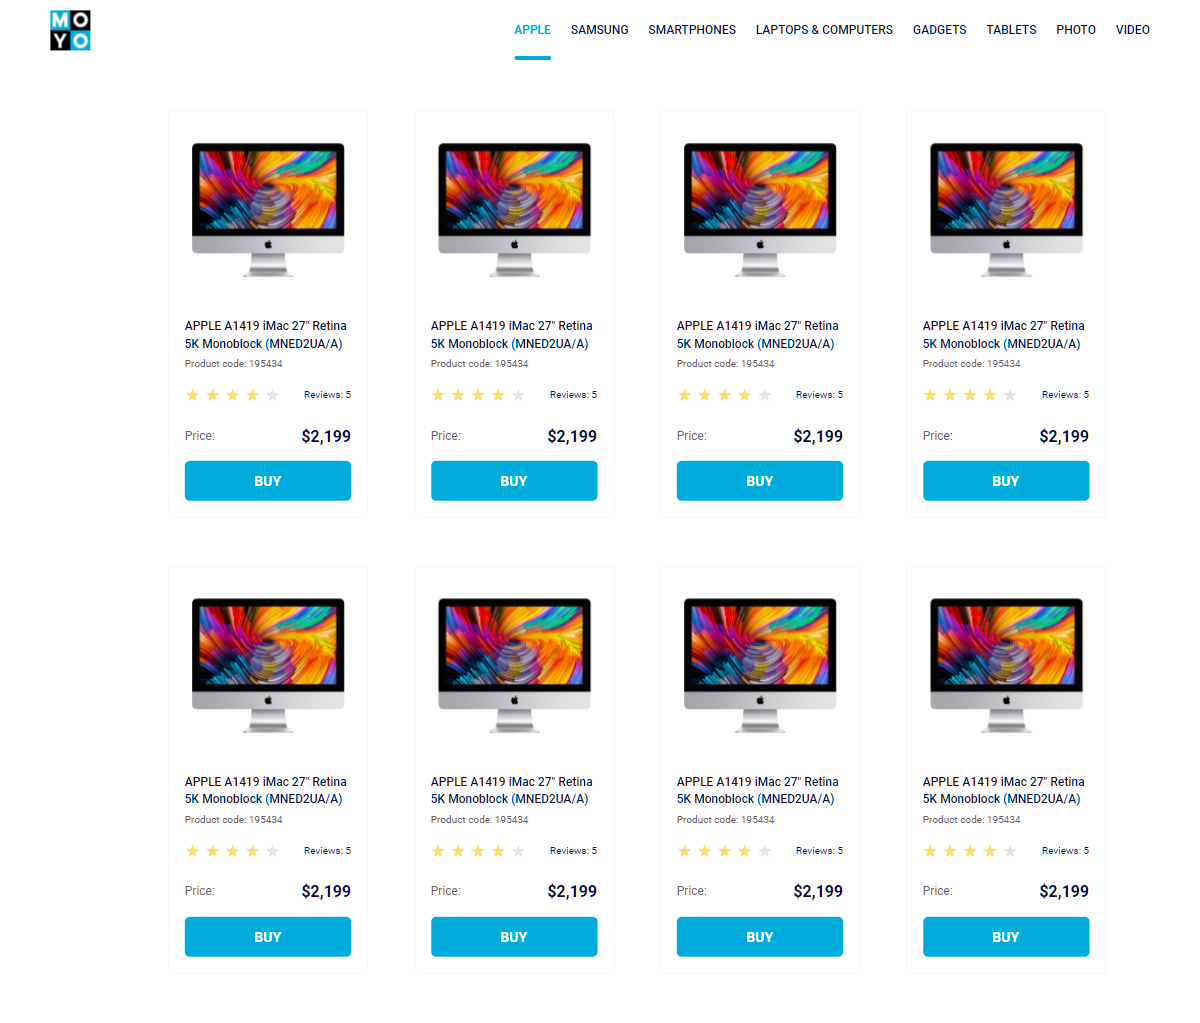 MO
YO
APPLE SAMSUNG SMARTPHONES LAPTOPS & COMPUTERS GADGETS TABLETS PHOTO VIDEO
APPLE A1419 iMac 27" Retina
5K Monoblock (MNED2UA/A)
Product code: 195434
Reviews: 5
Price: $2,199
BUY
APPLE A1419 iMac 27" Retina
5K Monoblock (MNED2UA/A)
Product code: 195434
Reviews: 5
Price: $2,199
BUY
APPLE A1419 iMac 27" Retina
5K Monoblock (MNED2UA/A)
Product code: 195434
Reviews: 5
Price: $2,199
BUY
APPLE A1419 iMac 27" Retina
5K Monoblock (MNED2UA/A)
Product code: 195434
Reviews: 5
Price: $2,199
BUY
APPLE A1419 iMac 27" Retina
5K Monoblock (MNED2UA/A)
Product code: 195434
Reviews: 5
Price: $2,199
BUY
APPLE A1419 iMac 27" Retina
5K Monoblock (MNED2UA/A)
Product code: 195434
Reviews: 5
Price: $2,199
BUY
APPLE A1419 iMac 27" Retina
5K Monoblock (MNED2UA/A)
Product code: 195434
Reviews: 5
Price: $2,199
BUY
APPLE A1419 iMac 27" Retina
5K Monoblock (MNED2UA/A)
Product code: 195434
Reviews: 5
Price: $2,199
BUY